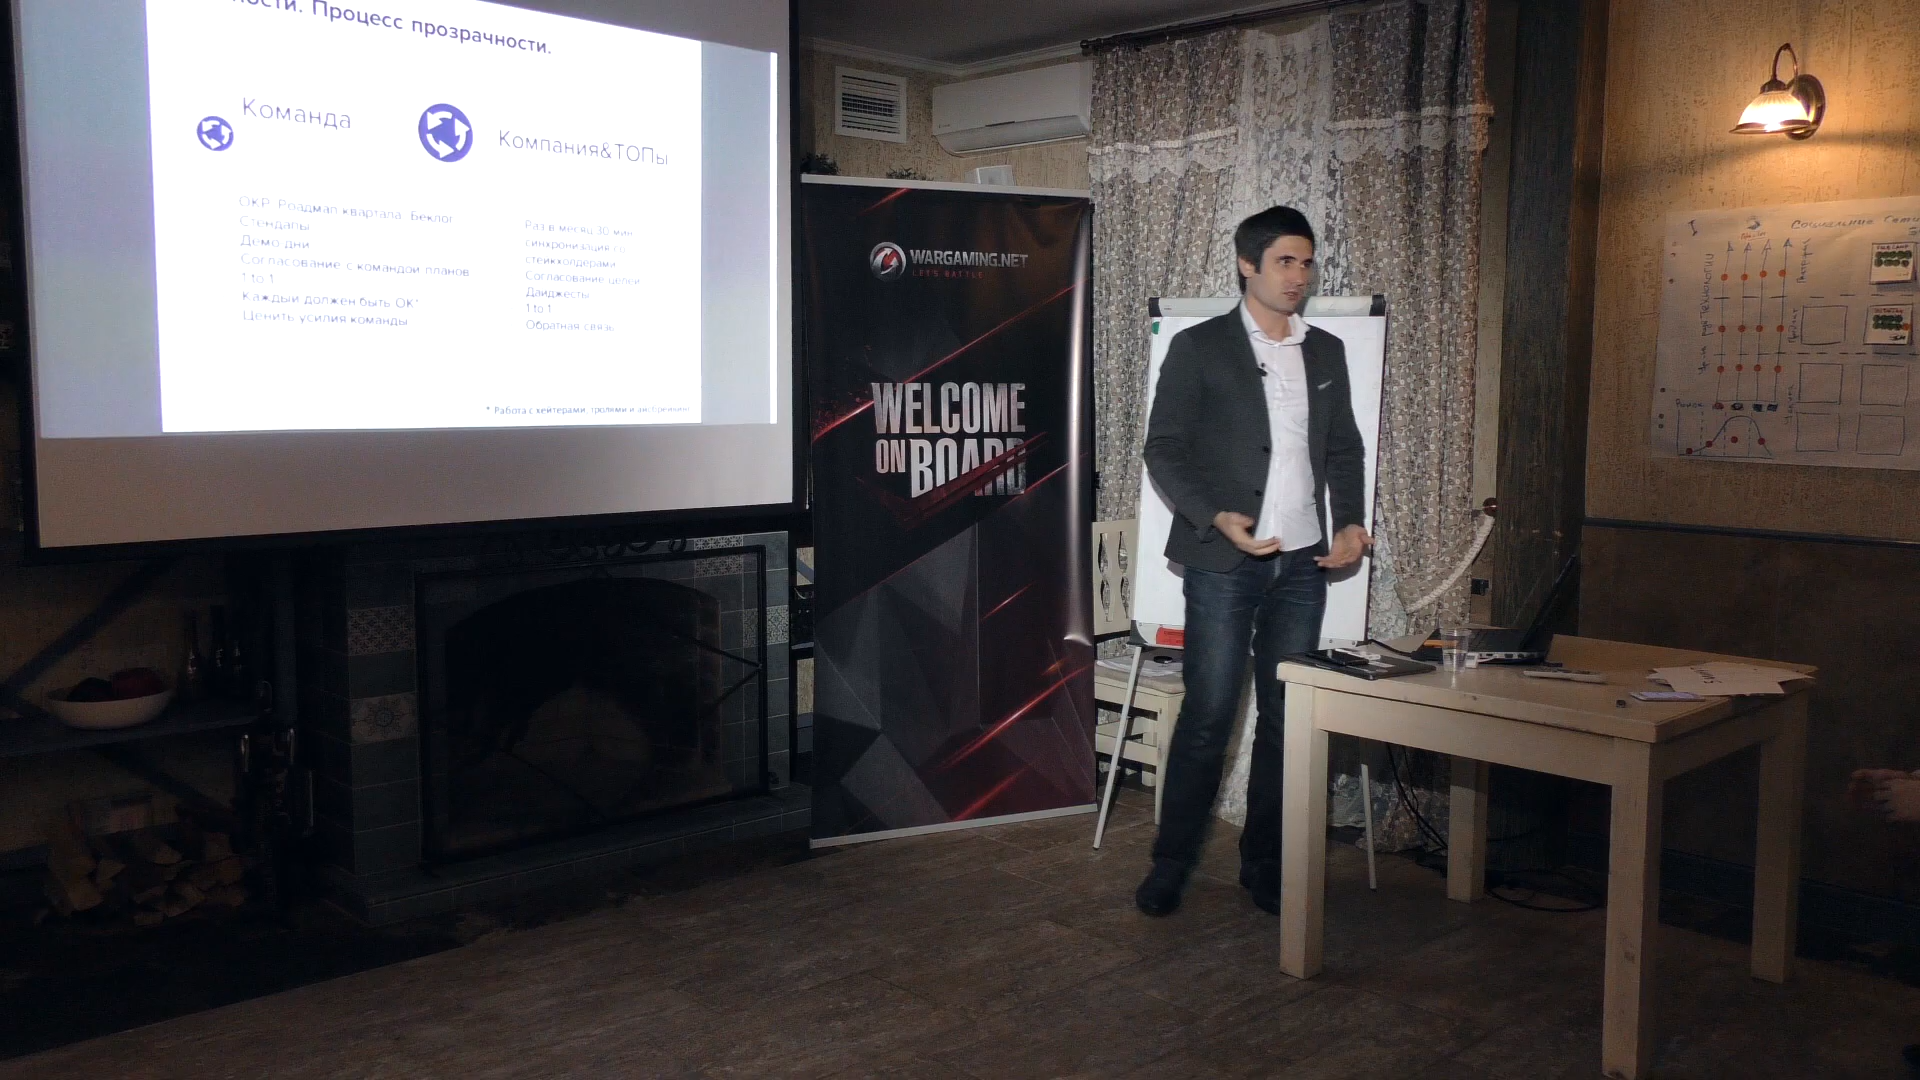 ности. Процесс прозрачности.
Команда
Компания&ТОПы
ОКР. Роадмап квартала. Беклог
Стендапы
Демо дни
Согласование с командой планов
1 to 1
Каждый должен быть ОК*
Ценить усилия команды
Раз в месяц 30 мин
синхронизация со
стейкхолдерами
Согласование целей
Дайджесты
1 to 1
Обратная связь
* Работа с хейтерами, тролями и
WARGAMING.NET
LET'S BATTLE
WELCOME
ON BOARD
Социальные